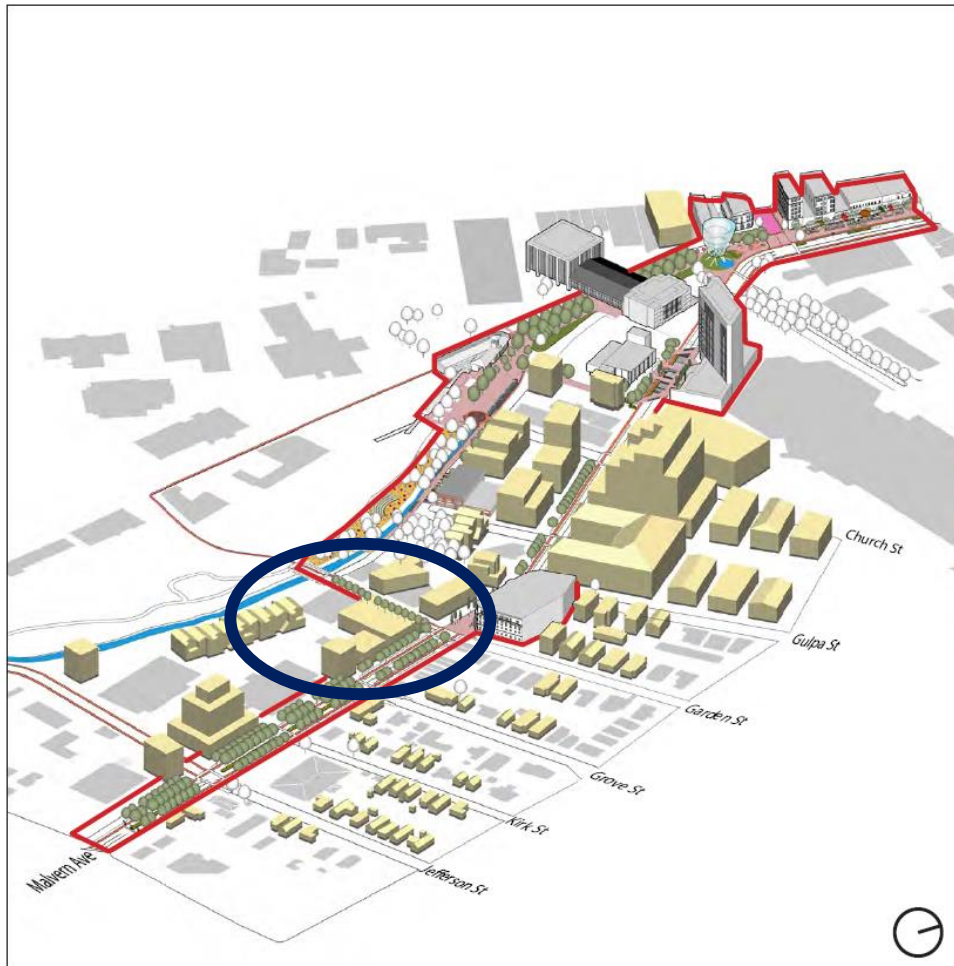 Church St
Gulpa St
Garden St
Grove St
Kirk St
Jefferson St
Malvern Ave